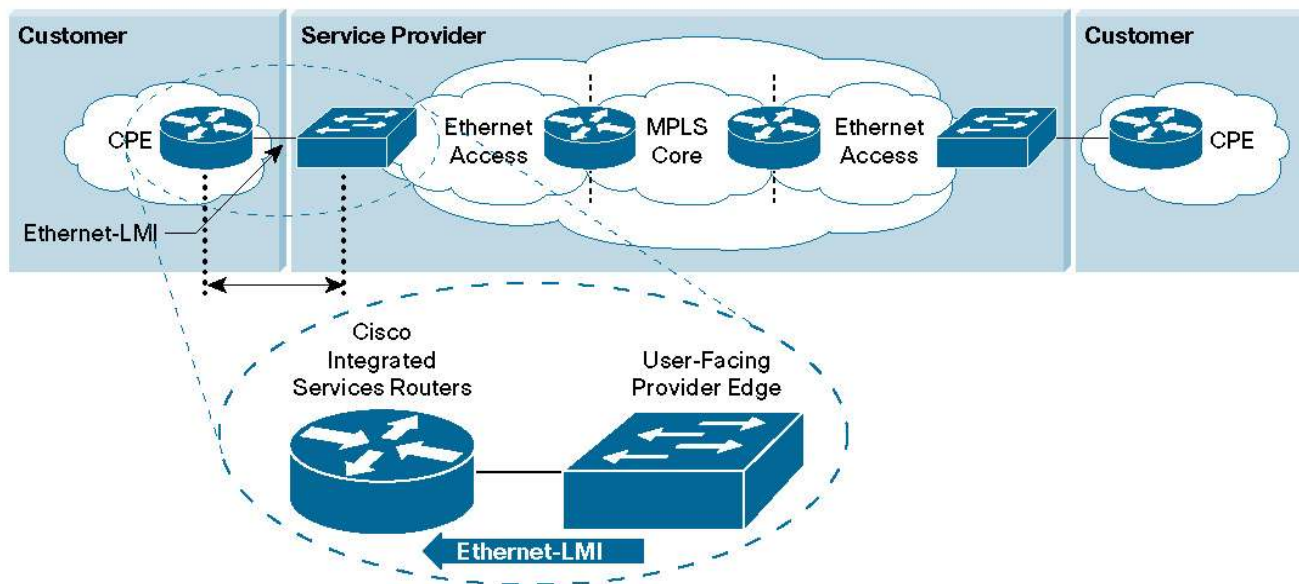 Customer
Service Provider
Customer
CPE
Ethernet
Access
MPLS
Core
Ethernet
Access
CPE
Ethernet-LMI
Cisco
Integrated
Services Routers
User-Facing
Provider Edge
Ethernet-LMI